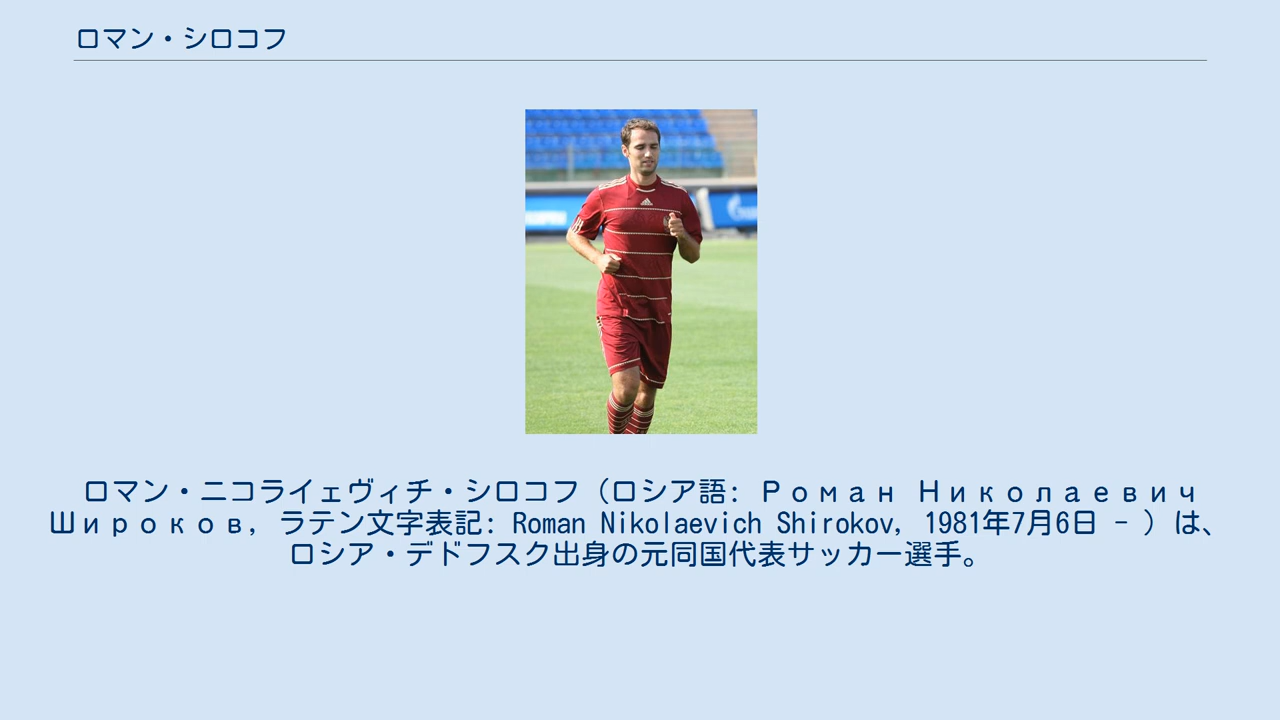 ロマン・シロコフ
ロマン・ニコライェヴィチ・シロコフ（ロシア語: Роман Николаевич
Широков, ラテン文字表記: Roman Nikolaevich Shirokov, 1981年7月6日 - ）は、
ロシア・デドフスク出身の元同国代表サッカー選手。